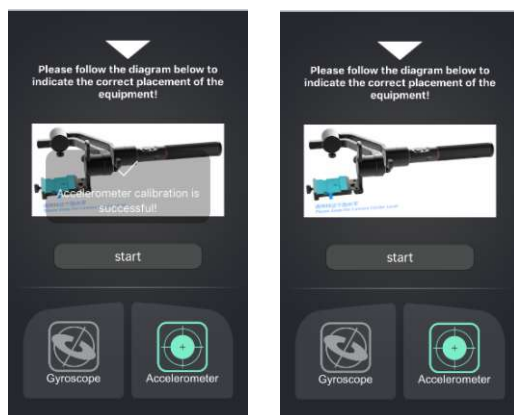 Please follow the diagram below to
indicate the correct placement of the
equipment!
Accelerometer calibration is
successful!
start
Gyroscope
Accelerometer
Please follow the diagram below to
indicate the correct placement of the
equipment!
start
Gyroscope
Accelerometer